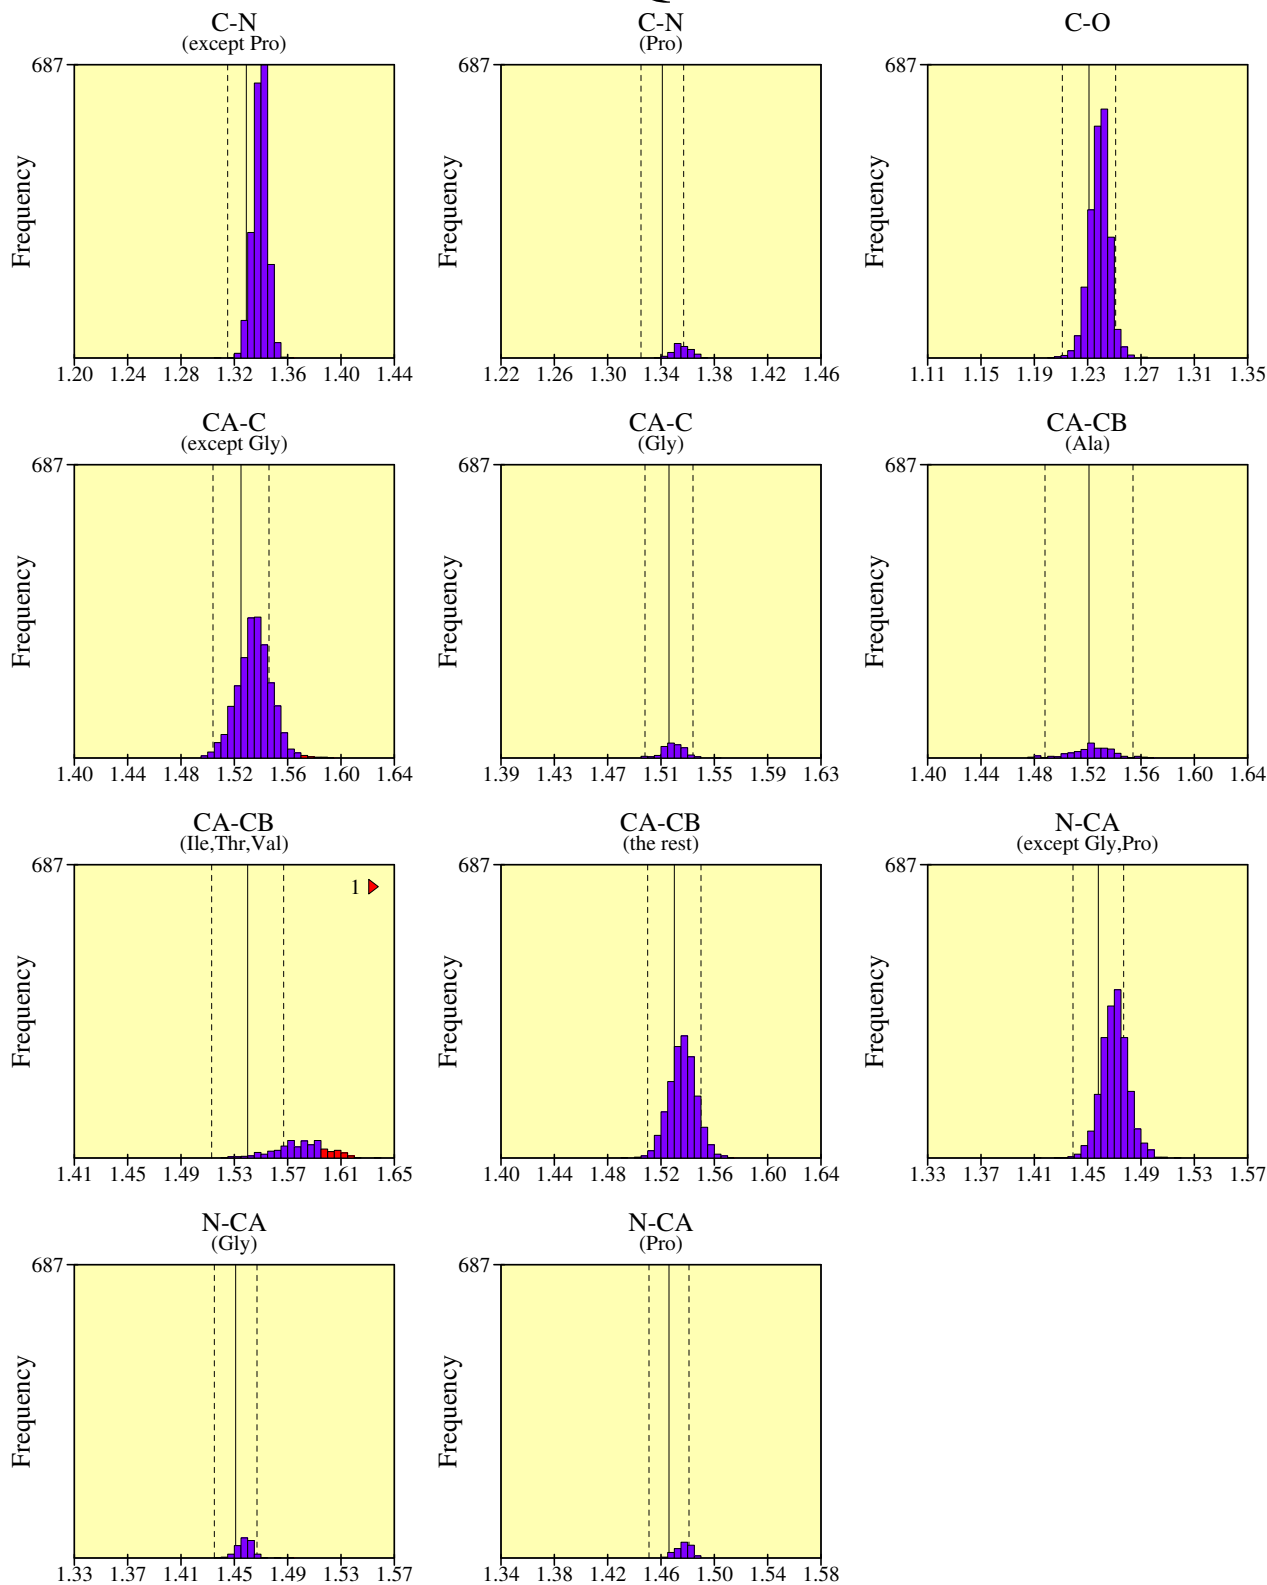 C-N C-N C-O
(except Pro) (Pro)
687 687 687
Frequency Frequency Frequency
1.20 1.24 1.28 1.32 1.36 1.40 1.44 1.22 1.26 1.30 1.34 1.38 1.42 1.46 1.11 1.15 1.19 1.23 1.27 1.31 1.35
CA-C CA-C CA-CB
(except Gly) (Gly) (Ala)
687 687 687
Frequency Frequency Frequency
1.40 1.44 1.48 1.52 1.56 1.60 1.64 1.39 1.43 1.47 1.51 1.55 1.59 1.63 1.40 1.44 1.48 1.52 1.56 1.60 1.64
CA-CB CA-CB N-CA
(Ile,Thr,Val) (the rest) (except Gly,Pro)
687 687 687
1
Frequency Frequency Frequency
1.41 1.45 1.49 1.53 1.57 1.61 1.65 1.40 1.44 1.48 1.52 1.56 1.60 1.64 1.33 1.37 1.41 1.45 1.49 1.53 1.57
N-CA N-CA
(Gly) (Pro)
687 687
Frequency Frequency
1.33 1.37 1.41 1.45 1.49 1.53 1.57 1.34 1.38 1.42 1.46 1.50 1.54 1.58